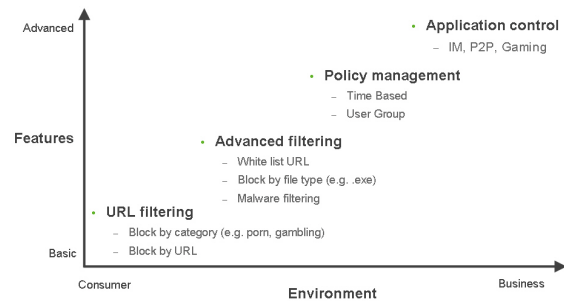 Advanced
• Application control
– IM, P2P, Gaming
• Policy management
– Time Based
– User Group
Features
• Advanced filtering
– White list URL
– Block by file type (e.g. .exe)
– Malware filtering
• URL filtering
– Block by category (e.g. porn, gambling)
– Block by URL
Basic
Consumer
Environment
Business